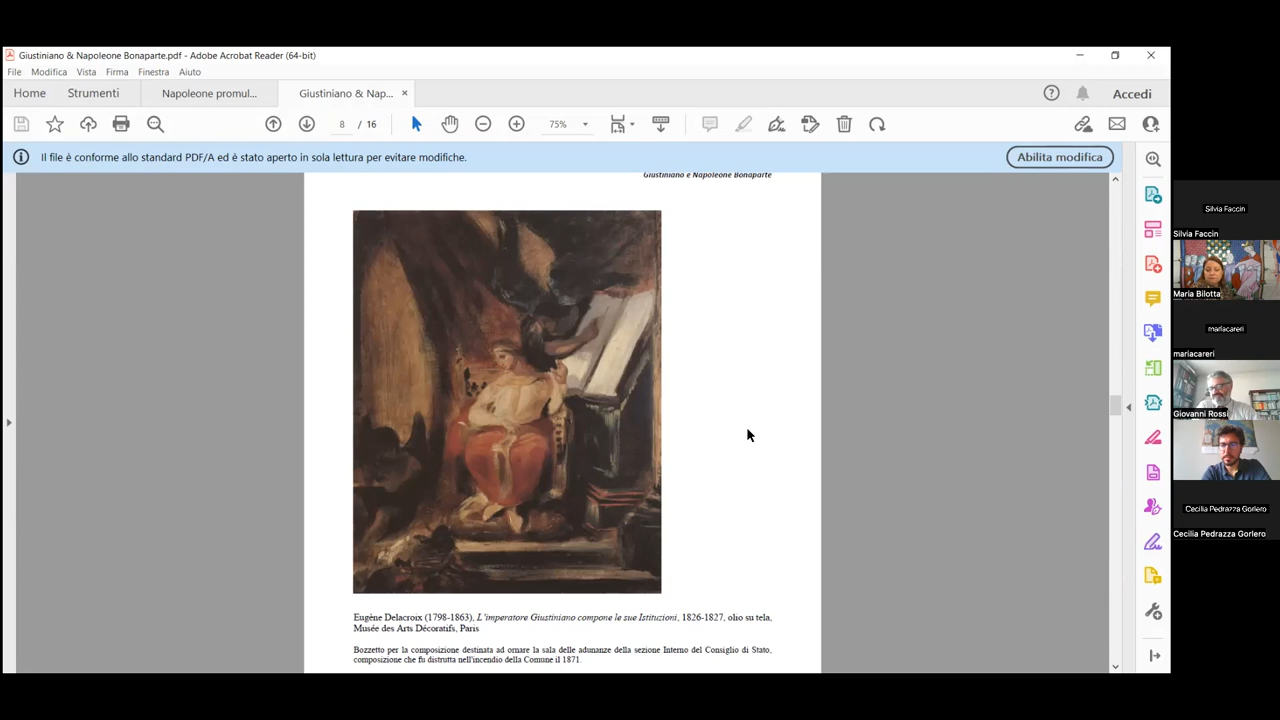 Giustiniano & Napoleone Bonaparte.pdf - Adobe Acrobat Reader (64-bit)
File Modifica Vista Firma Finestra Aiuto
Home Strumenti Napoleone promul... Giustiniano & Nap... × Accedi
8 / 16 75%
Il file è conforme allo standard PDF/A ed è stato aperto in sola lettura per evitare modifiche. Abilita modifica
Giustiniano e Napoleone Bonaparte
Eugène Delacroix (1798-1863), L'imperatore Giustiniano compone le sue Istituzioni, 1826-1827, olio su tela,
Musée des Arts Décoratifs, Paris
Bozzetto per la composizione destinata ad ornare la sala delle adunanze della sezione Interno del Consiglio di Stato,
composizione che fu distrutta nell'incendio della Comune il 1871.
Silvia Faccin
Silvia Faccin
Maria Bilotta
mariacareri
mariacareri
Giovanni Rossi
Cecilia Pedrazza Gorlero
Cecilia Pedrazza Gorlero